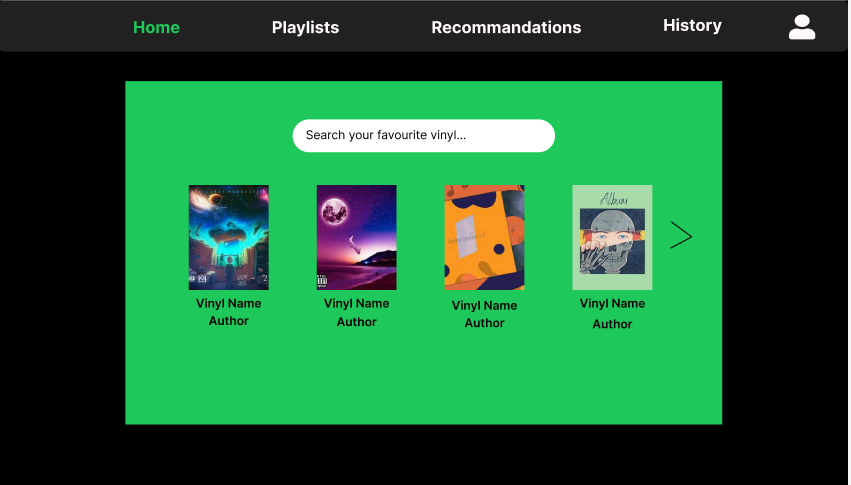 Home Playlists Recommandations History
Search your favourite vinyl...
Album
Vinyl Name Vinyl Name Vinyl Name Vinyl Name
Author Author Author Author